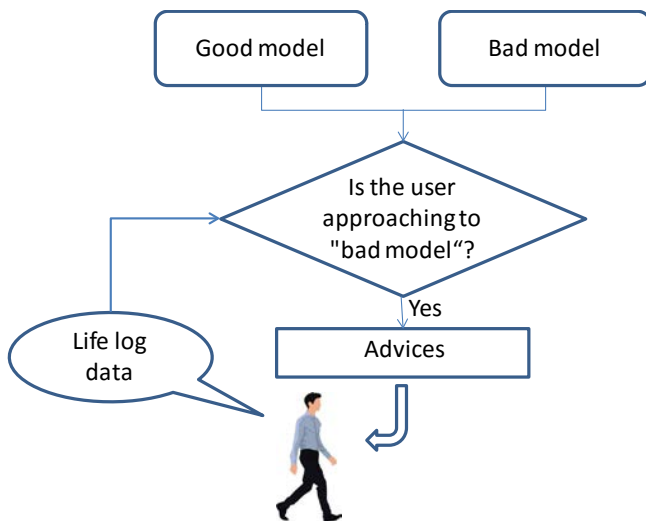 Good model
Bad model
Is the user
approaching to
"bad model“?
Yes
Advices
Life log
data